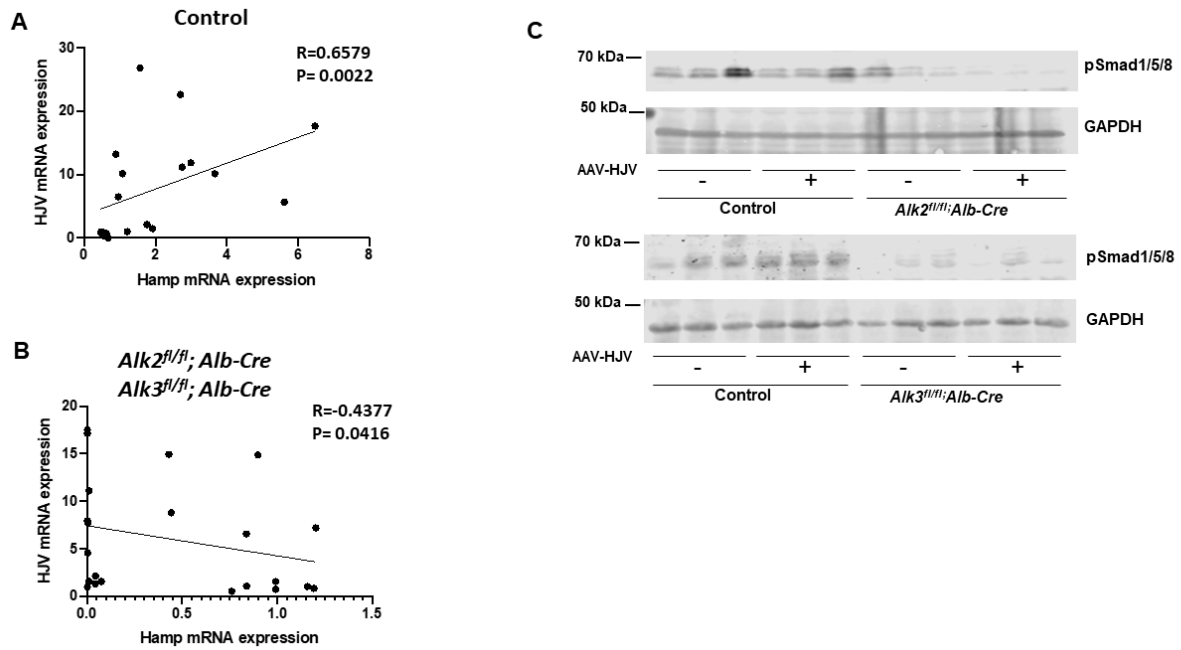 A
Control
R=0.6579
P= 0.0022
30
20
10
0
0 2 4 6 8
HJV mRNA expression
Hamp mRNA expression
B
Alk2fl/fl; Alb-Cre
Alk3fl/fl; Alb-Cre
R=-0.4377
P= 0.0416
20
15
10
5
0
0.0 0.5 1.0 1.5
HJV mRNA expression
Hamp mRNA expression
C
70 kDa
pSmad1/5/8
50 kDa
GAPDH
AAV-HJV - + - +
Control Alk2fl/fl;Alb-Cre
70 kDa
pSmad1/5/8
50 kDa
GAPDH
AAV-HJV - + - +
Control Alk3fl/fl;Alb-Cre